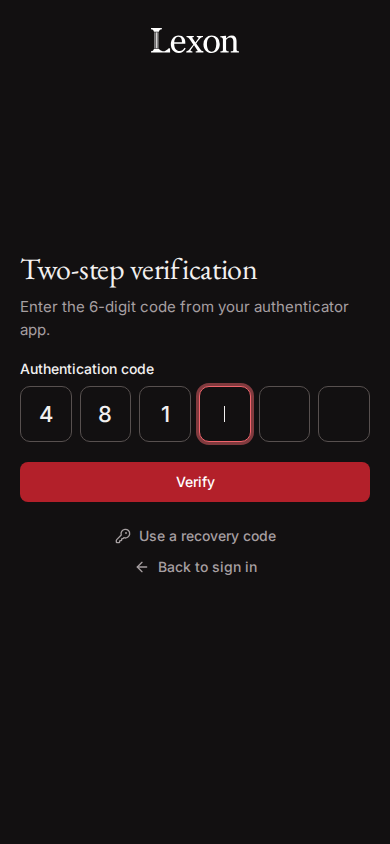 Lexon
Two-step verification
Enter the 6-digit code from your authenticator
app.
Authentication code
4 8 1
Verify
Use a recovery code
Back to sign in